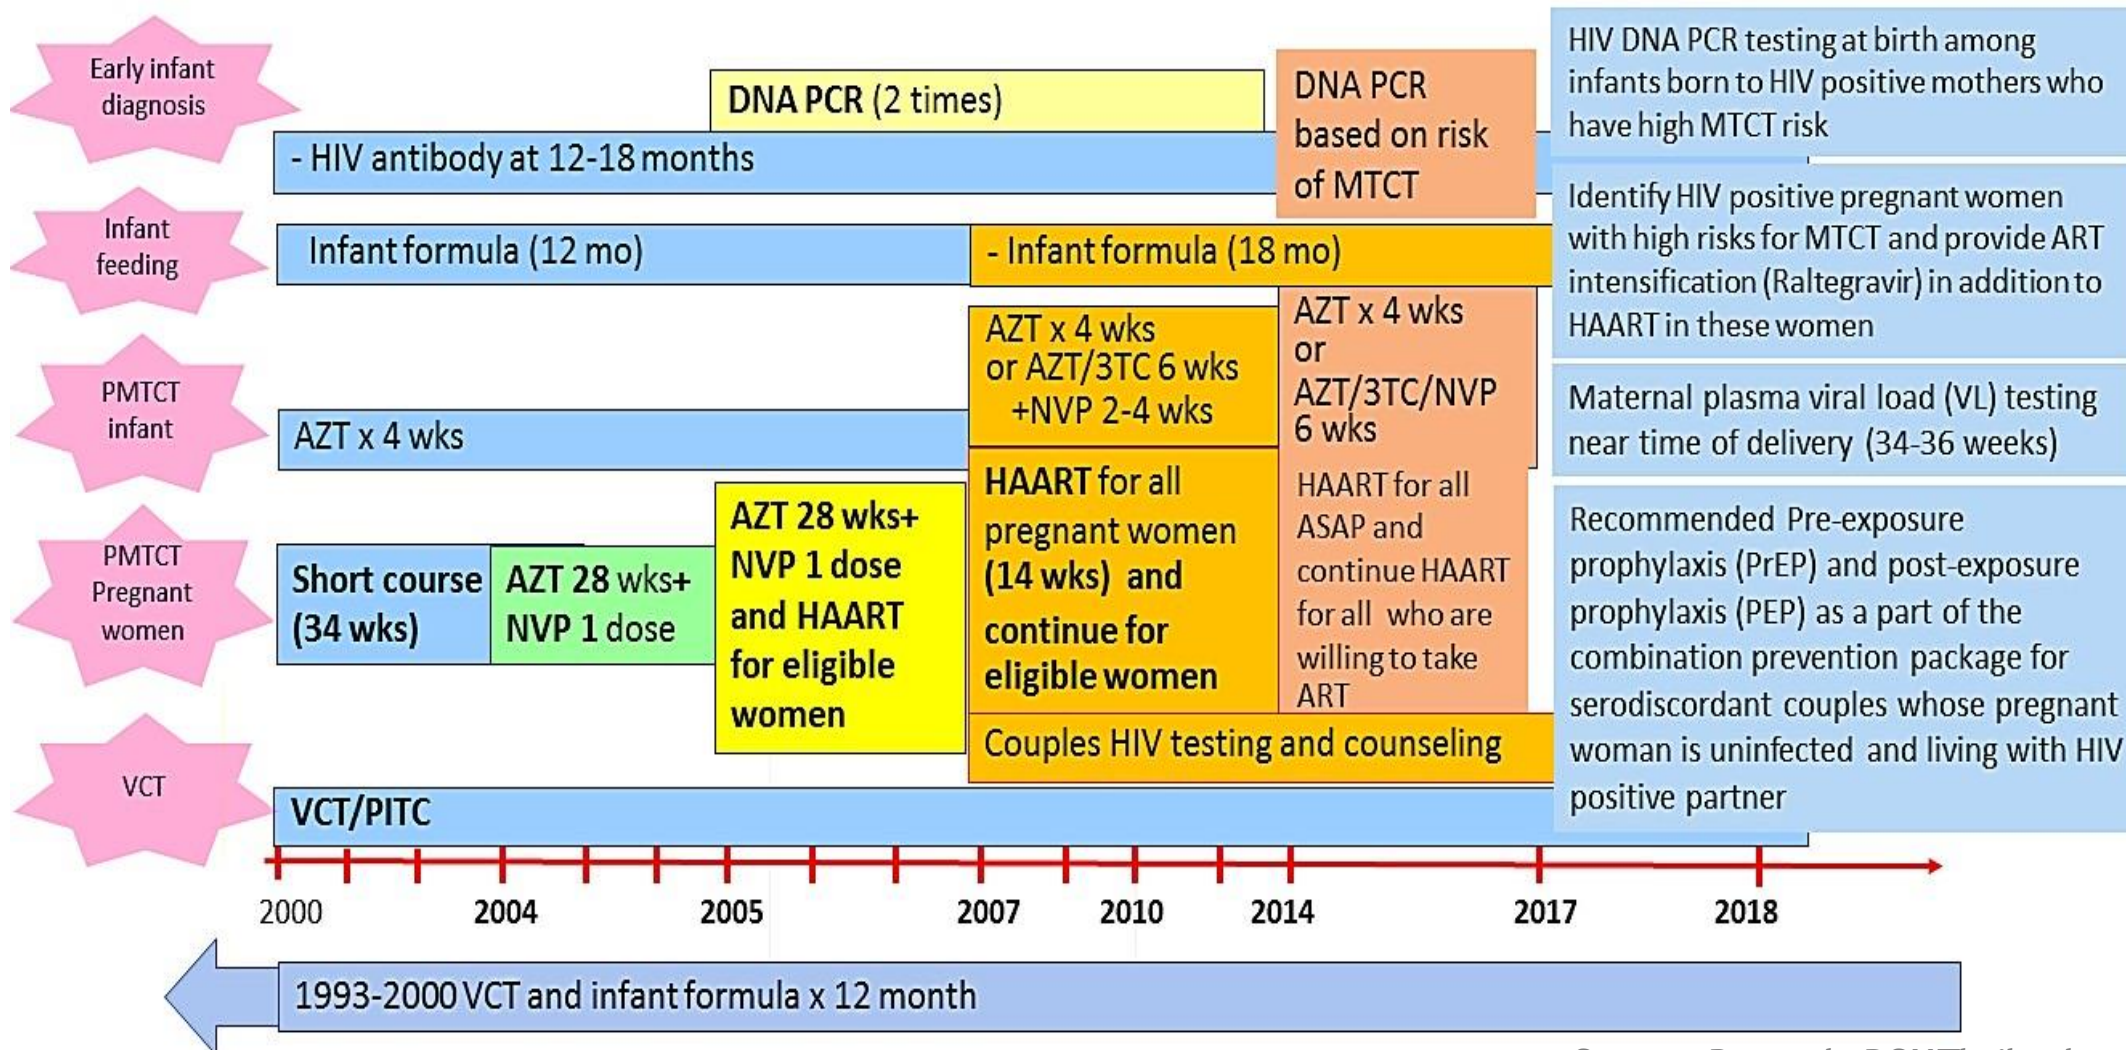 Early infant
diagnosis
DNA PCR (2 times)
- HIV antibody at 12-18 months
DNA PCR
based on risk
of MTCT
HIV DNA PCR testing at birth among
infants born to HIV positive mothers who
have high MTCT risk
Infant
feeding
Infant formula (12 mo)
- Infant formula (18 mo)
Identify HIV positive pregnant women
with high risks for MTCT and provide ART
intensification (Raltegravir) in addition to
HAART in these women
PMTCT
infant
AZT x 4 wks
AZT x 4 wks
or AZT/3TC 6 wks
+NVP 2-4 wks
AZT x 4 wks
or
AZT/3TC/NVP
6 wks
Maternal plasma viral load (VL) testing
near time of delivery (34-36 weeks)
PMTCT
Pregnant
women
Short course
(34 wks)
AZT 28 wks+
NVP 1 dose
AZT 28 wks+
NVP 1 dose
and HAART
for eligible
women
HAART for all
pregnant women
(14 wks) and
continue for
eligible women
HAART for all
ASAP and
continue HAART
for all who are
willing to take
ART
Recommended Pre-exposure
prophylaxis (PrEP) and post-exposure
prophylaxis (PEP) as a part of the
combination prevention package for
serodiscordant couples whose pregnant
woman is uninfected and living with HIV
positive partner
VCT
Couples HIV testing and counseling
VCT/PITC
2000 2004 2005 2007 2010 2014 2017 2018
1993-2000 VCT and infant formula x 12 month